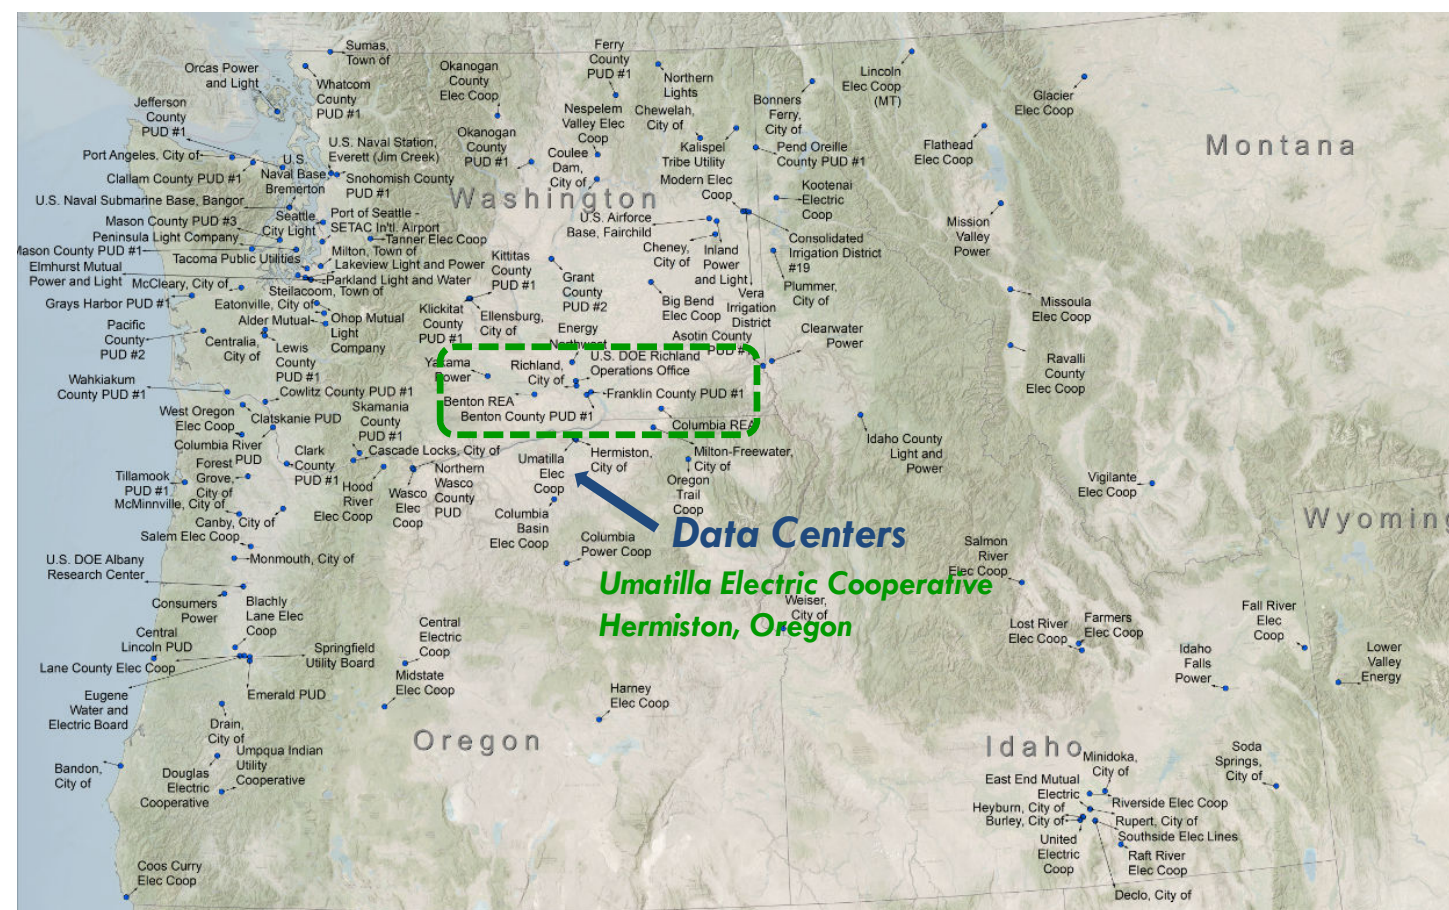 Sumas,
Town of
Orcas Power
and Light
Whatcom
County
PUD #1
Okanogan
County
Elec Coop
Ferry
County
PUD #1
Northern
Lights
Lincoln
Elec Coop
(MT)
Glacier
Elec Coop
Jefferson
County
PUD #1
Nespelem
Valley Elec
Coop
Chewelah,
City of
Bonners
Ferry,
City of
Port Angeles, City of
U.S. Naval Station,
Everett (Jim Creek)
Okanogan
County
PUD #1
Coulee
Dam,
City of
Kalispel
Tribe Utility
Pend Oreille
County PUD #1
Flathead
Elec Coop
Montana
Clallam County PUD #1
U.S.
Naval Base,
Bremerton
Snohomish County
PUD #1
Modern Elec
Coop
Kootenai
Electric
Coop
U.S. Naval Submarine Base, Bangor
Washington
Mason County PUD #3
Seattle
City Light
Port of Seattle -
SETAC In'tl. Airport
U.S. Airforce
Base, Fairchild
Mission
Valley
Power
Peninsula Light Company
Tanner Elec Coop
Consolidated
Irrigation District
#19
Mason County PUD #1
Milton, Town of
Cheney,
City of
Inland
Power
and Light
Tacoma Public Utilities
Lakeview Light and Power
Kittitas
County
PUD #1
Elmhurst Mutual
Power and Light
Parkland Light and Water
Grant
County
PUD #2
McCleary, City of
Steilacoom, Town of
Plummer,
City of
Grays Harbor PUD #1
Eatonville, City of
Big Bend
Elec Coop
Vera
Irrigation
District
Missoula
Elec Coop
Klickitat
County
PUD #1
Ellensburg,
City of
Pacific
County
PUD #2
Alder Mutual
Ohop Mutual
Light
Company
Energy
Northwest
Asotin County
PUD #1
Clearwater
Power
Centralia,
City of
Lewis
County
PUD #1
Yakama
Power
Richland,
City of
U.S. DOE Richland
Operations Office
Ravalli
County
Elec Coop
Wahkiakum
County PUD #1
Cowlitz County PUD #1
Benton REA
Franklin County PUD #1
West Oregon
Elec Coop
Clatskanie PUD
Skamania
County
PUD #1
Benton County PUD #1
Columbia REA
Idaho County
Light and
Power
Columbia River
PUD
Clark
County
PUD #1
Cascade Locks, City of
Umatilla
Elec
Coop
Hermiston,
City of
Milton-Freewater,
City of
Tillamook
PUD #1
Forest
Grove,
City of
Hood
River
Elec Coop
Wasco
Elec
Coop
Northern
Wasco
County
PUD
Oregon
Trail
Coop
Vigilante
Elec Coop
McMinnville, City of
Canby, City of
Columbia
Basin
Elec Coop
Data Centers
Wyoming
Salem Elec Coop
Columbia
Power Coop
Salmon
River
Elec Coop
U.S. DOE Albany
Research Center
Monmouth, City of
Umatilla Electric Cooperative
Hermiston, Oregon
Consumers
Power
Blachly
Lane Elec
Coop
Weiser,
City of
Fall River
Elec
Coop
Central
Lincoln PUD
Central
Electric
Coop
Lost River
Elec Coop
Farmers
Elec Coop
Lane County Elec Coop
Springfield
Utility Board
Idaho
Falls
Power
Lower
Valley
Energy
Eugene
Water and
Electric Board
Emerald PUD
Midstate
Elec Coop
Harney
Elec Coop
Drain,
City of
Oregon
Idaho
Umpqua Indian
Utility
Cooperative
Minidoka,
City of
Soda
Springs,
City of
Bandon,
City of
Douglas
Electric
Cooperative
East End Mutual
Electric
Riverside Elec Coop
Heyburn, City of
Burley, City of
Rupert, City of
Southside Elec Lines
United
Electric
Coop
Raft River
Elec Coop
Coos Curry
Elec Coop
Declo, City of